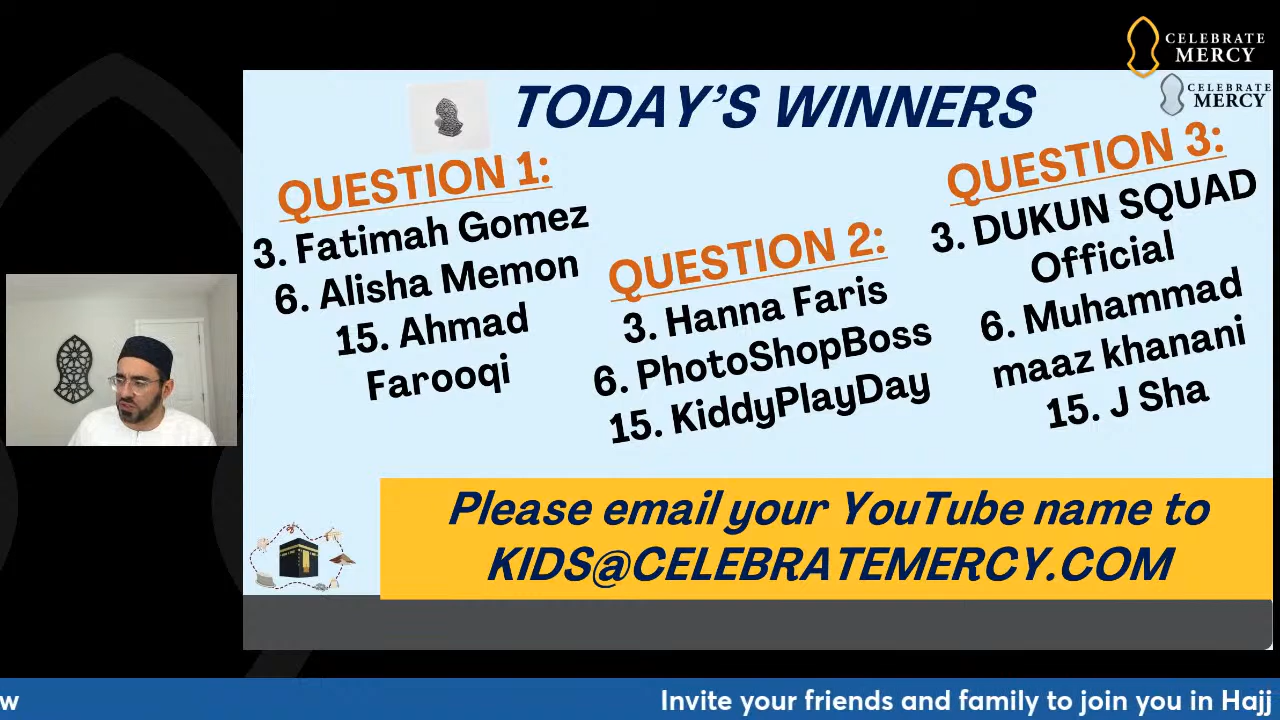 CELEBRATE
MERCY
CELEBRATE
MERCY
TODAY'S WINNERS
QUESTION 1:
3. Fatimah Gomez
6. Alisha Memon
15. Ahmad
Farooqi
QUESTION 2:
3. Hanna Faris
6. PhotoShopBoss
15. KiddyPlayDay
QUESTION 3:
3. DUKUN SQUAD
Official
6. Muhammad
maaz khanani
15. J Sha
Please email your YouTube name to
KIDS@CELEBRATEMERCY.COM
w Invite your friends and family to join you in Hajj